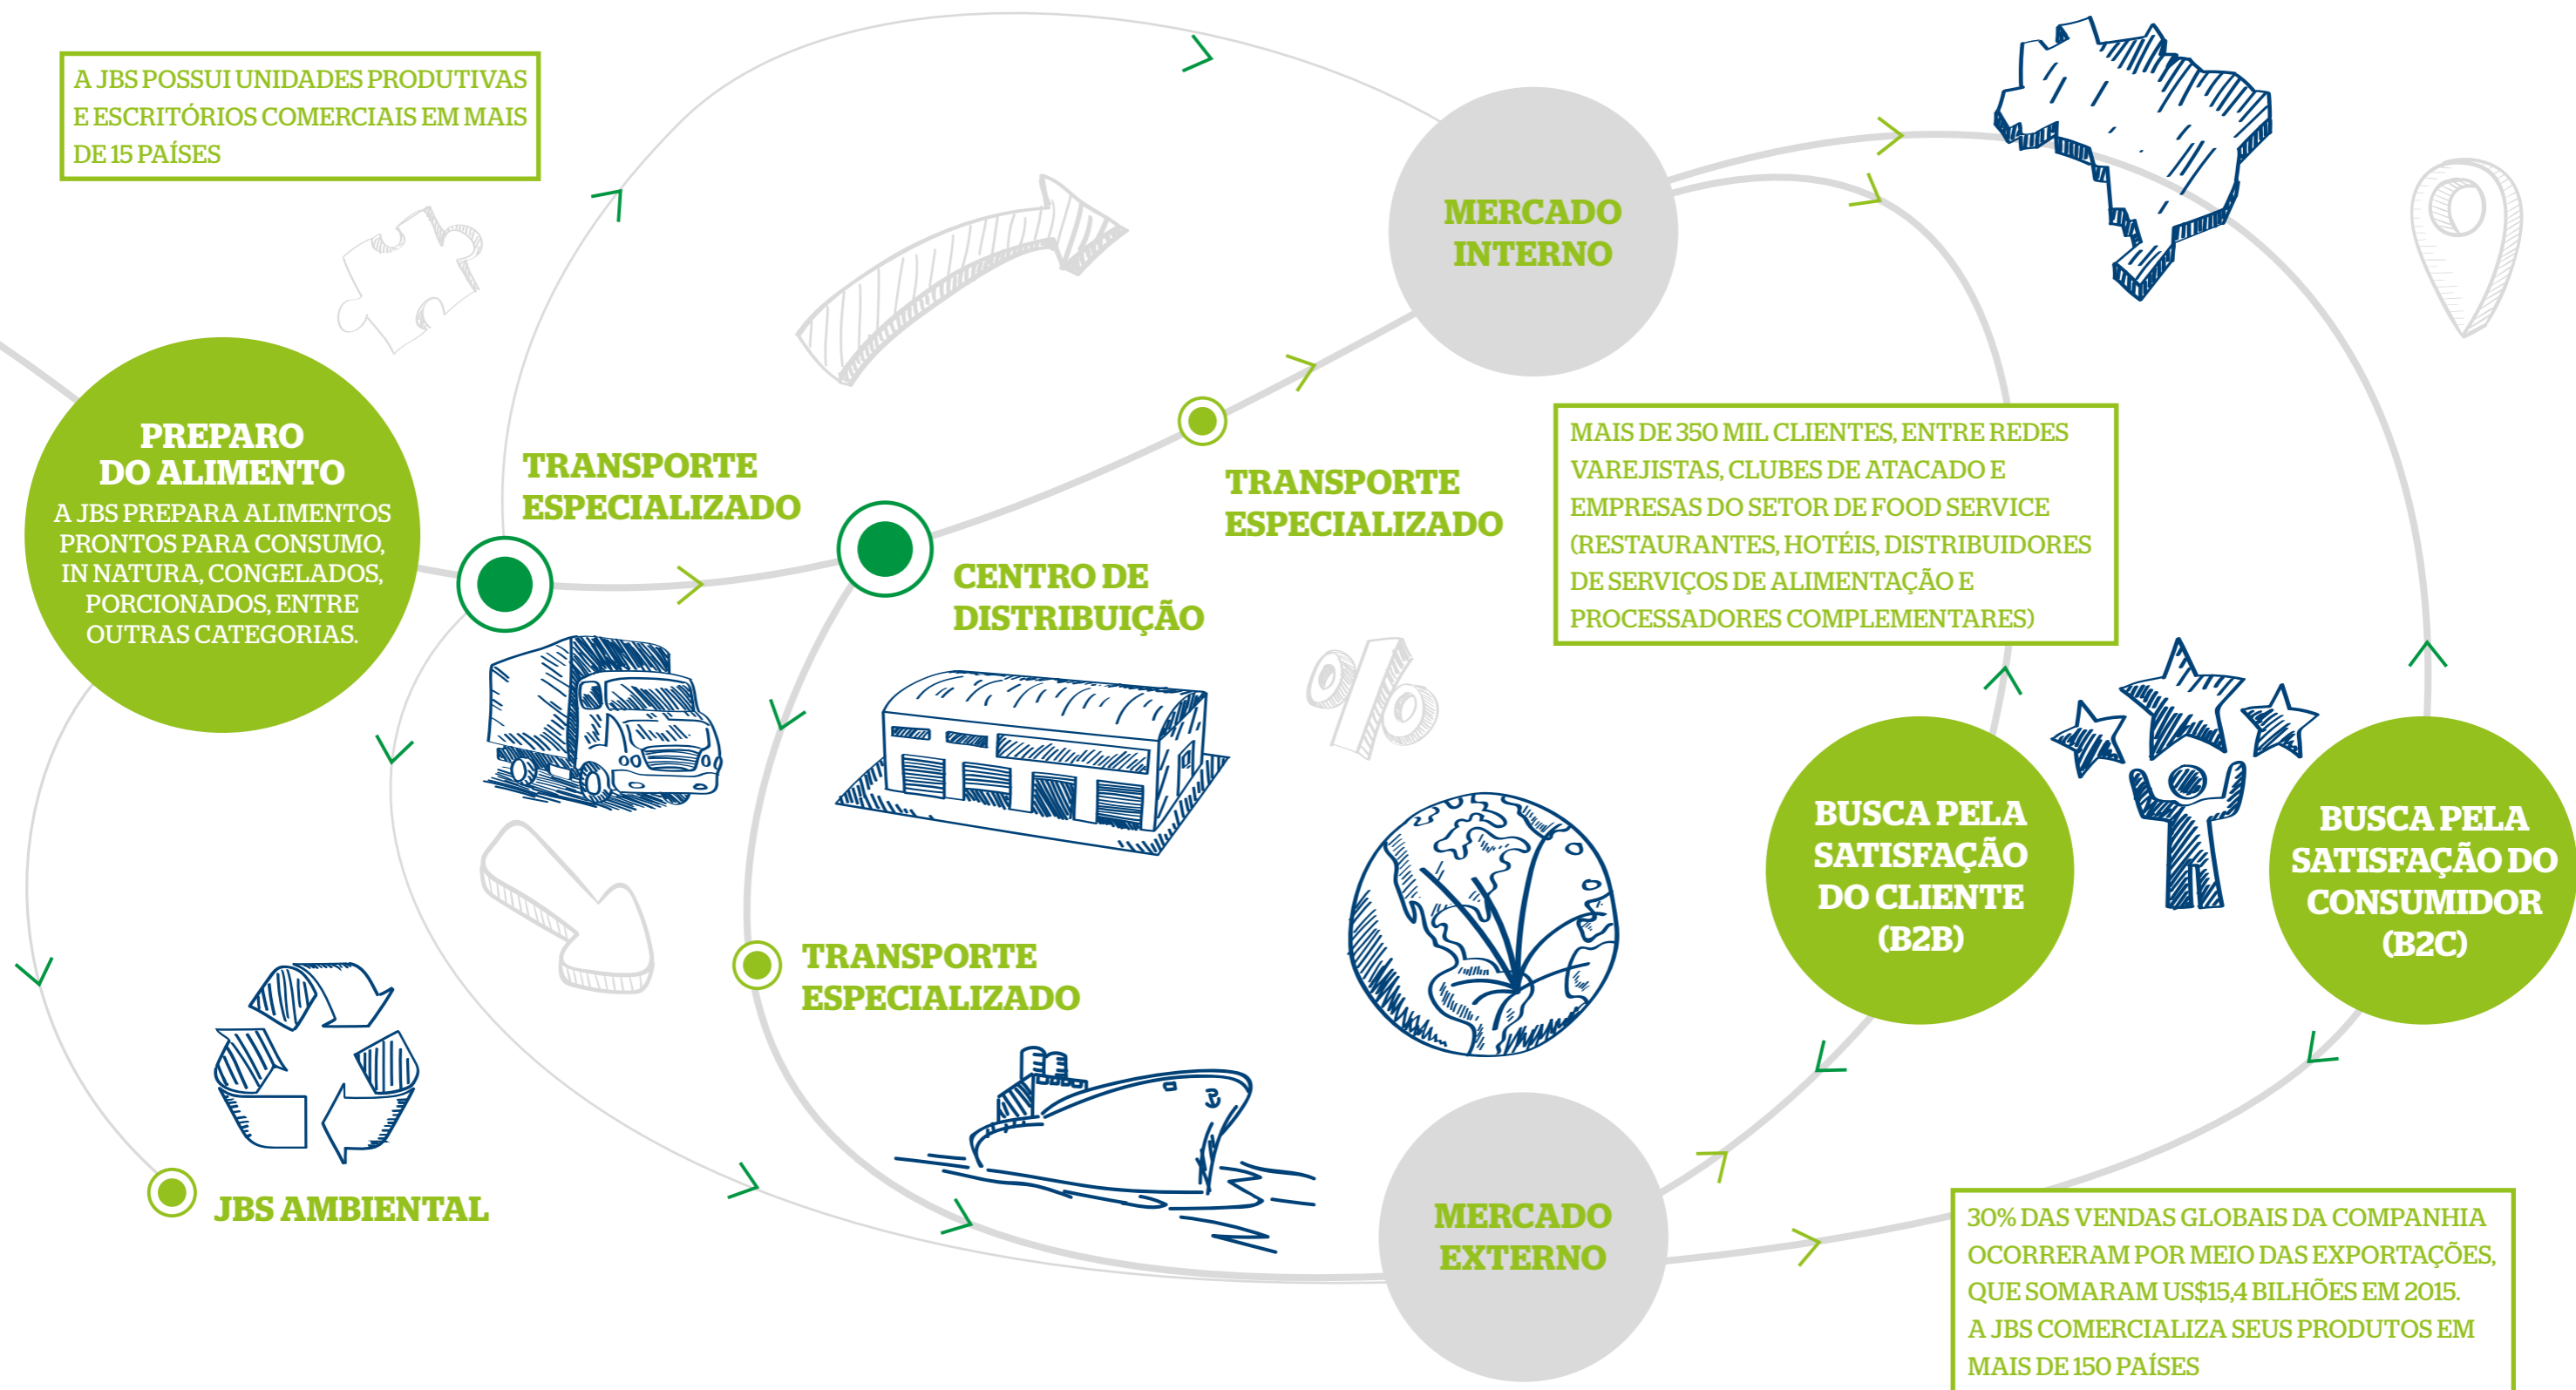 A JBS POSSUI UNIDADES PRODUTIVAS
E ESCRITÓRIOS COMERCIAIS EM MAIS
DE 15 PAÍSES
MERCADO
INTERNO
PREPARO
DO ALIMENTO
A JBS PREPARA ALIMENTOS
PRONTOS PARA CONSUMO,
IN NATURA, CONGELADOS,
PORCIONADOS, ENTRE
OUTRAS CATEGORIAS.
TRANSPORTE
ESPECIALIZADO
TRANSPORTE
ESPECIALIZADO
MAIS DE 350 MIL CLIENTES, ENTRE REDES
VAREJISTAS, CLUBES DE ATACADO E
EMPRESAS DO SETOR DE FOOD SERVICE
(RESTAURANTES, HOTÉIS, DISTRIBUIDORES
DE SERVIÇOS DE ALIMENTAÇÃO E
PROCESSADORES COMPLEMENTARES)
CENTRO DE
DISTRIBUIÇÃO
%
BUSCA PELA
SATISFAÇÃO
DO CLIENTE
(B2B)
BUSCA PELA
SATISFAÇÃO DO
CONSUMIDOR
(B2C)
TRANSPORTE
ESPECIALIZADO
JBS AMBIENTAL
MERCADO
EXTERNO
30% DAS VENDAS GLOBAIS DA COMPANHIA
OCORRERAM POR MEIO DAS EXPORTAÇÕES,
QUE SOMARAM US$15,4 BILHÕES EM 2015.
A JBS COMERCIALIZA SEUS PRODUTOS EM
MAIS DE 150 PAÍSES